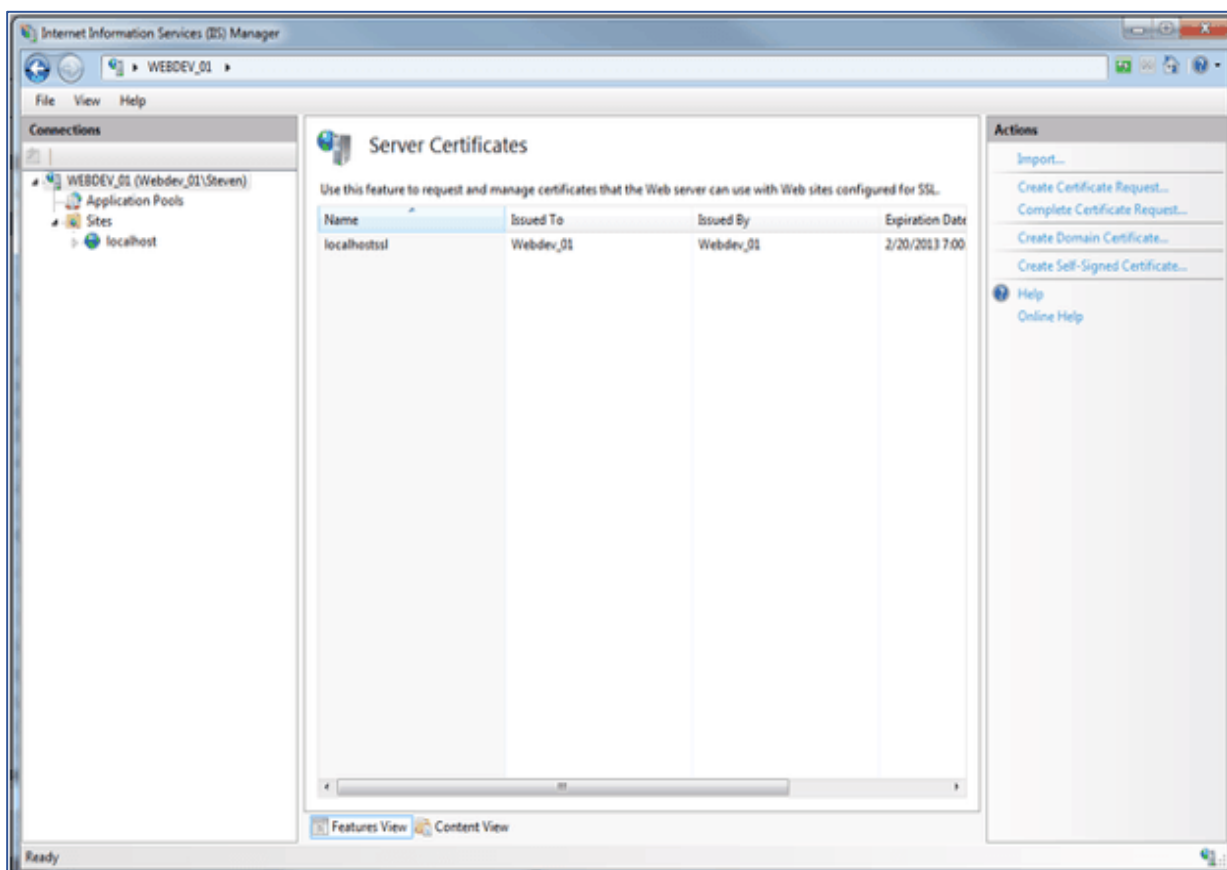 Internet Information Services (IIS) Manager
WEBDEV_01
File View Help
Connections
WEBDEV_01 (Webdev_01\Steven)
Application Pools
Sites
localhost
Server Certificates
Use this feature to request and manage certificates that the Web server can use with Web sites configured for SSL.
Name Issued To Issued By Expiration Date
localhostssl Webdev_01 Webdev_01 2/20/2013 7:00
Features View Content View
Actions
Import...
Create Certificate Request...
Complete Certificate Request...
Create Domain Certificate...
Create Self-Signed Certificate...
Help
Online Help
Ready